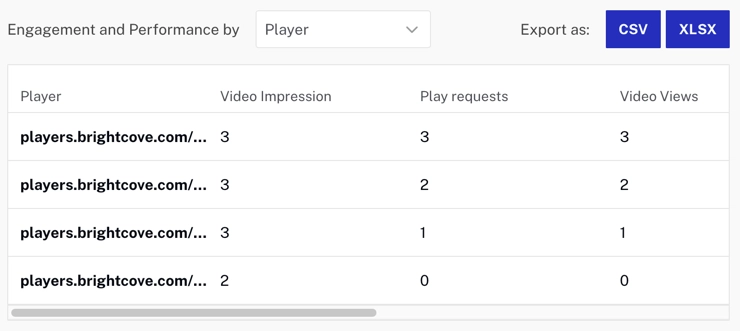 Engagement and Performance by Player Export as: CSV XLSX
Player Video Impression Play requests Video Views
players.brightcove.com/... 3 3 3
players.brightcove.com/... 3 2 2
players.brightcove.com/... 3 1 1
players.brightcove.com/... 2 0 0